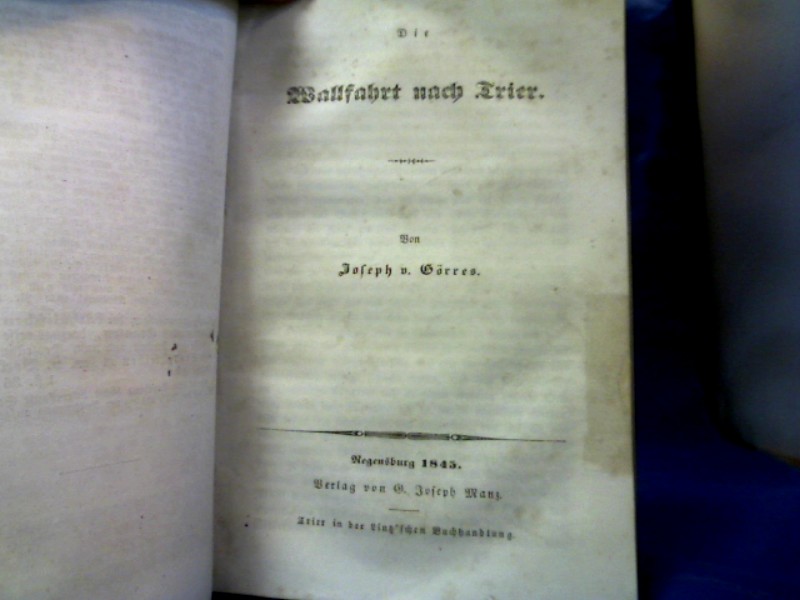 Die
Wallfahrt nach Trier.
Von
Joseph v. Görres.
Regensburg 1845.
Verlag von G. Joseph Manz.
Trier in der Lintz'schen Buchhandlung.